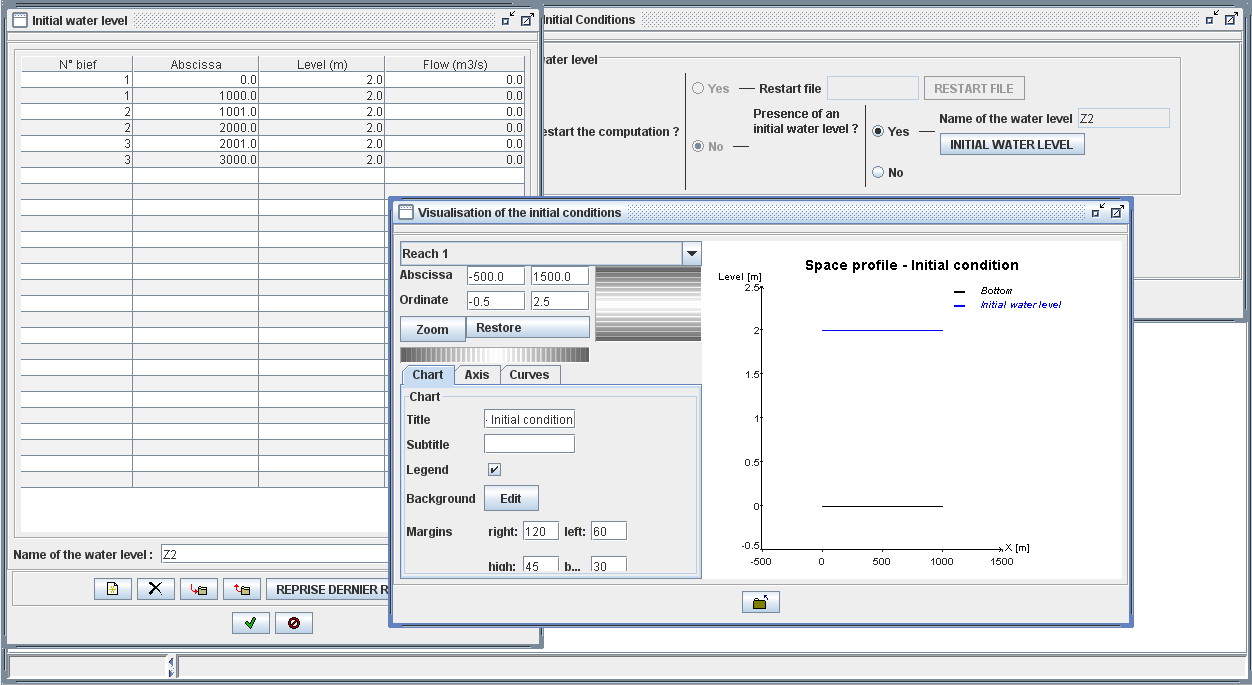 Initial water level
N° bief Abscissa Level (m) Flow (m3/s)
1 0.0 2.0 0.0
1 1000.0 2.0 0.0
2 1001.0 2.0 0.0
2 2000.0 2.0 0.0
3 2001.0 2.0 0.0
3 3000.0 2.0 0.0
Name of the water level : Z2
REPRISE DERNIER R
Initial Conditions
ater level
estart the computation ?
Yes Restart file RESTART FILE
No
Presence of an
initial water level ?
Yes
Name of the water level Z2
INITIAL WATER LEVEL
No
Visualisation of the initial conditions
Reach 1
Abscissa -500.0 1500.0
Ordinate -0.5 2.5
Zoom Restore
Chart Axis Curves
Chart
Title - Initial condition
Subtitle
Legend
Background Edit
Margins right: 120 left: 60
high: 45 b... 30
Space profile - Initial condition
Level [m]
Bottom
Initial water level
2.5
2
1.5
1
0.5
0
-0.5
X [m]
-500 0 500 1000 1500